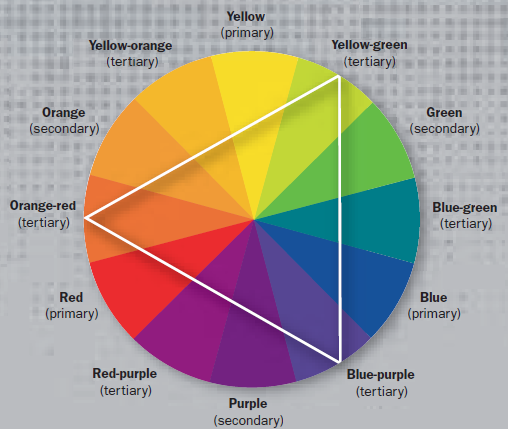 Yellow
(primary)
Yellow-green
(tertiary)
Green
(secondary)
Blue-green
(tertiary)
Blue
(primary)
Blue-purple
(tertiary)
Purple
(secondary)
Red-purple
(tertiary)
Red
(primary)
Orange-red
(tertiary)
Orange
(secondary)
Yellow-orange
(tertiary)